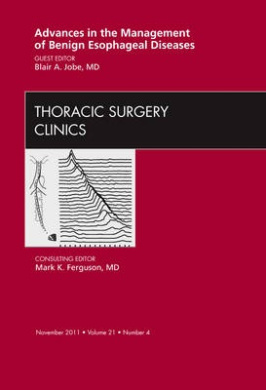 Advances in the Management
of Benign Esophageal Diseases
GUEST EDITOR
Blair A. Jobe, MD
THORACIC SURGERY
CLINICS
CONSULTING EDITOR
Mark K. Ferguson, MD
November 2011 • Volume 21 • Number 4